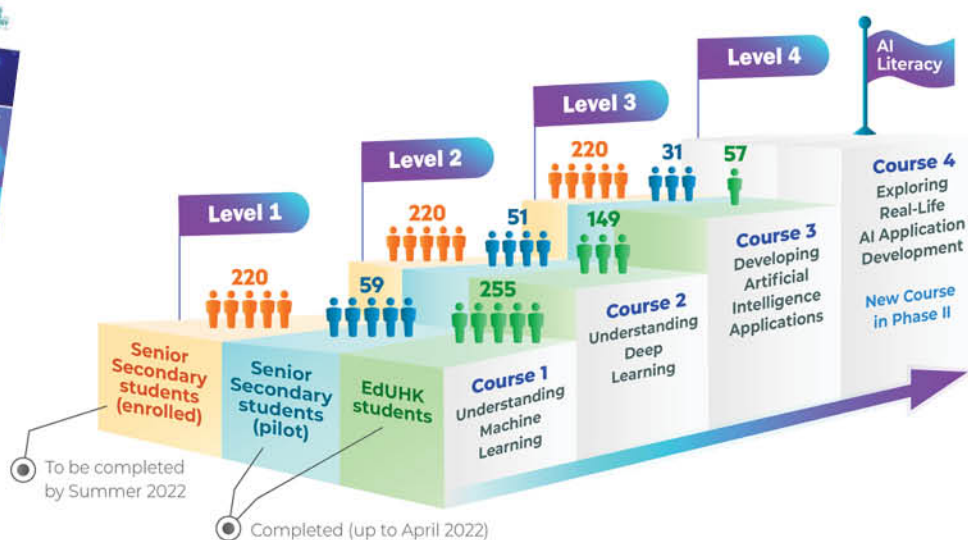 Level 1
Level 2
Level 3
Level 4
AI
Literacy
220
59
255
220
51
149
220
31
57
Senior
Secondary
students
(enrolled)
Senior
Secondary
students
(pilot)
EdUHK
students
Course 1
Understanding
Machine
Learning
Course 2
Understanding
Deep
Learning
Course 3
Developing
Artificial
Intelligence
Applications
Course 4
Exploring
Real-Life
AI Application
Development
New Course
in Phase II
To be completed
by Summer 2022
Completed (up to April 2022)